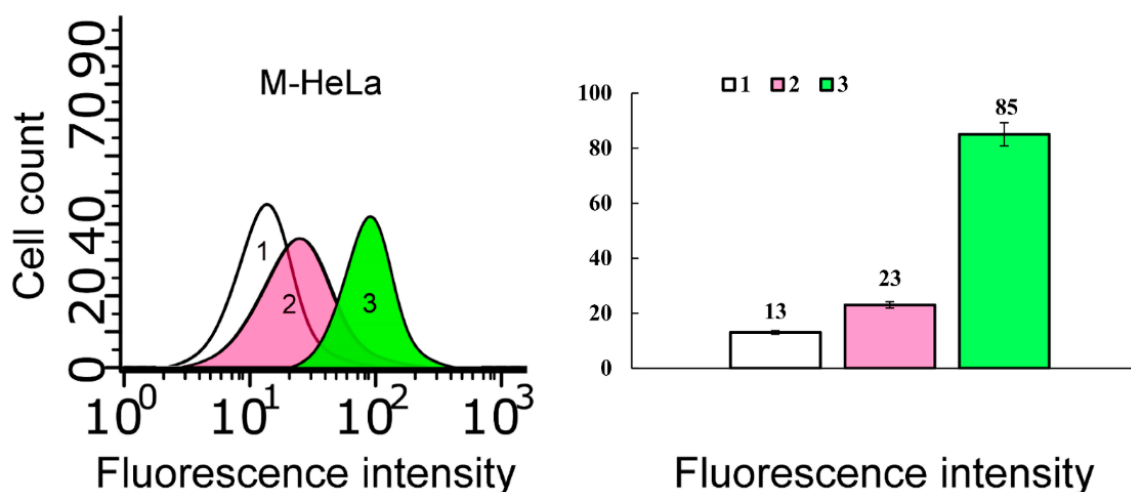 M-HeLa
Cell count
90
70
40
20
0
1
2
3
10⁰ 10¹ 10² 10³
Fluorescence intensity
1 2 3
100
80
60
40
20
0
13
23
85
Fluorescence intensity